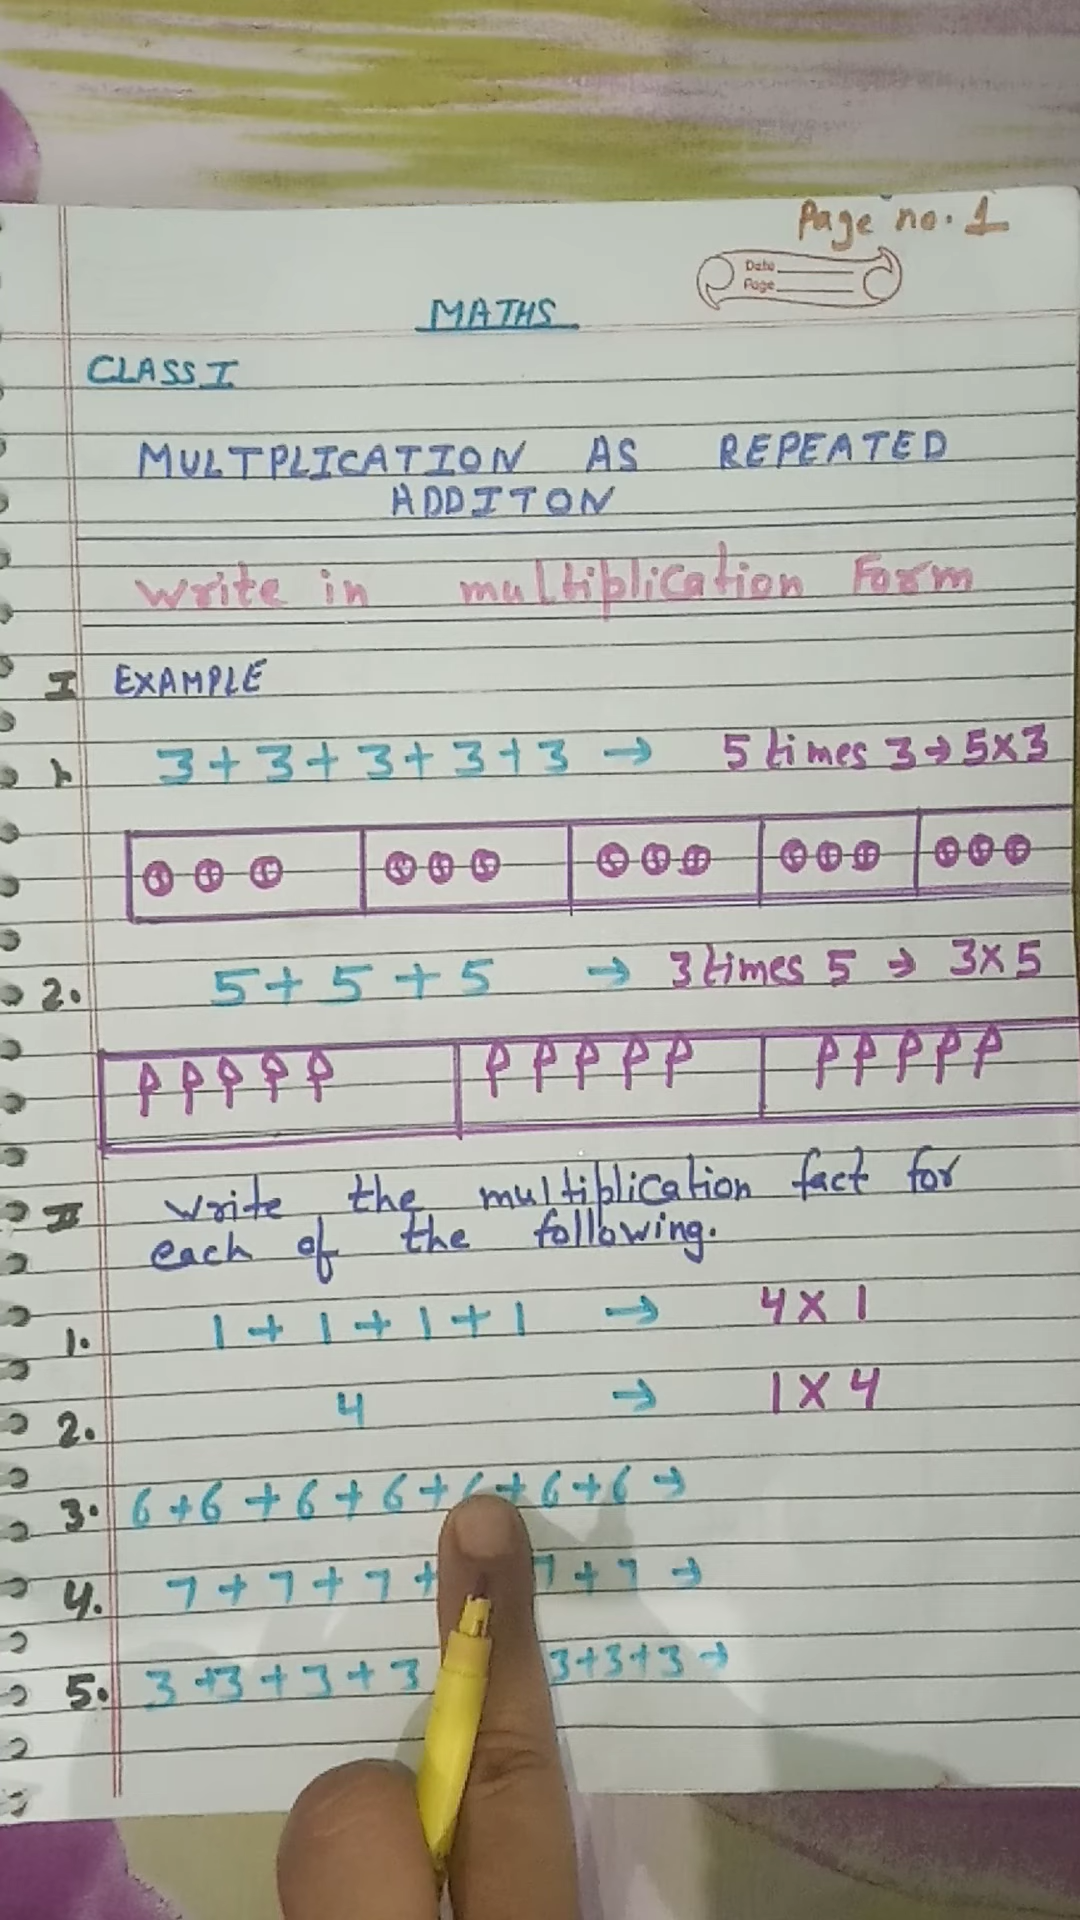 Page no. 1
Date
Page
MATHS
CLASS I
MULTPLICATION AS REPEATED
ADDITON
Write in multiplication Form
I EXAMPLE
1. 3+3+3+3+3 → 5 times 3 → 5×3
2. 5+5+5 → 3 times 5 → 3×5
II Write the multiplication fact for
each of the following.
1. 1+1+1+1 → 4×1
2. 4 → 1×4
3. 6+6+6+6+6+6+6 →
4. 7+7+7+ 7+7 →
5. 3+3+3+3 3+3+3 →